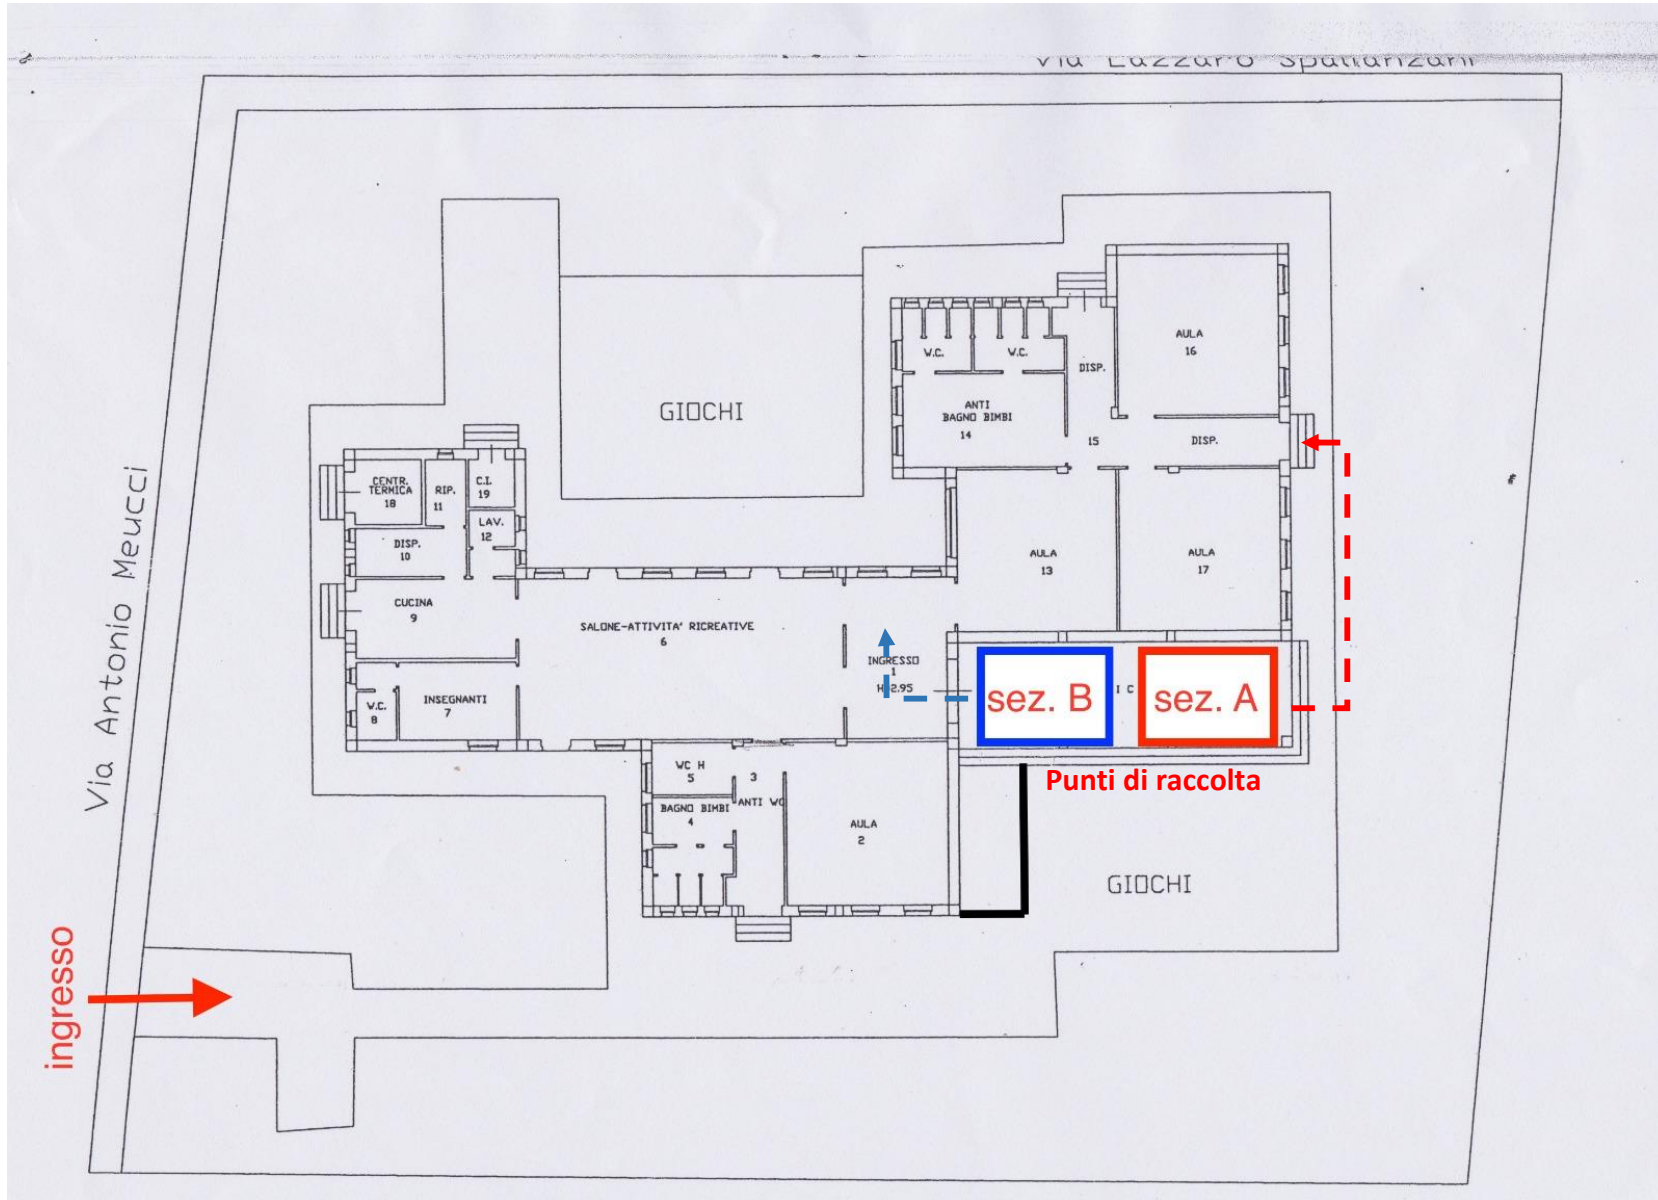 Via Lazzaro Spallanzani
Via Antonio Meucci
GIOCHI
W.C.
W.C.
DISP.
AULA
16
ANTI
BAGNO BIMBI
14
15
DISP.
CENTR.
TERMICA
18
RIP.
11
C.I.
19
LAV.
12
DISP.
10
CUCINA
9
AULA
13
AULA
17
SALONE-ATTIVITA' RICREATIVE
6
INGRESSO
1
H 2.95
W.C.
8
INSEGNANTI
7
sez. B
I C
sez. A
Punti di raccolta
WC H
5
3
ANTI WC
BAGNO BIMBI
4
AULA
2
GIOCHI
ingresso